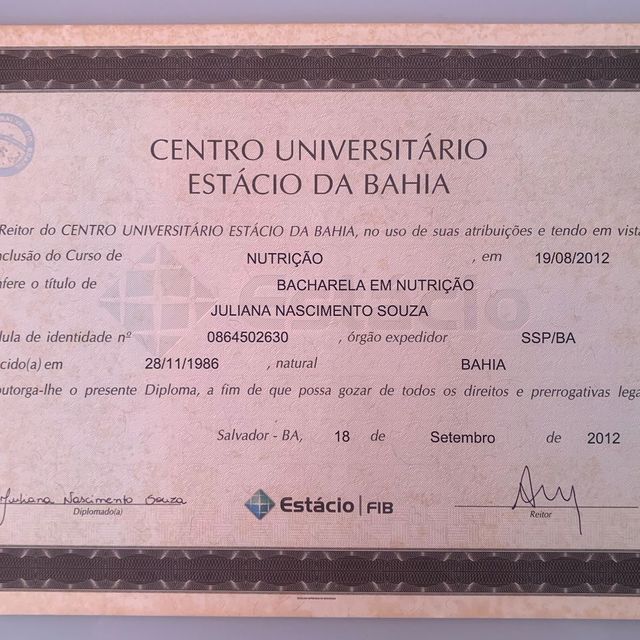 CENTRO UNIVERSITÁRIO
ESTÁCIO DA BAHIA
Reitor do CENTRO UNIVERSITÁRIO ESTÁCIO DA BAHIA, no uso de suas atribuições e tendo em vista
nclusão do Curso de NUTRIÇÃO , em 19/08/2012
nfere o título de BACHARELA EM NUTRIÇÃO
JULIANA NASCIMENTO SOUZA
dula de identidade nº 0864502630 , órgão expedidor SSP/BA
scido(a) em 28/11/1986 , natural BAHIA
outorga-lhe o presente Diploma, a fim de que possa gozar de todos os direitos e prerrogativas lega
Salvador - BA, 18 de Setembro de 2012
Juliana Nascimento Souza
Diplomado(a)
Estácio | FIB
Reitor